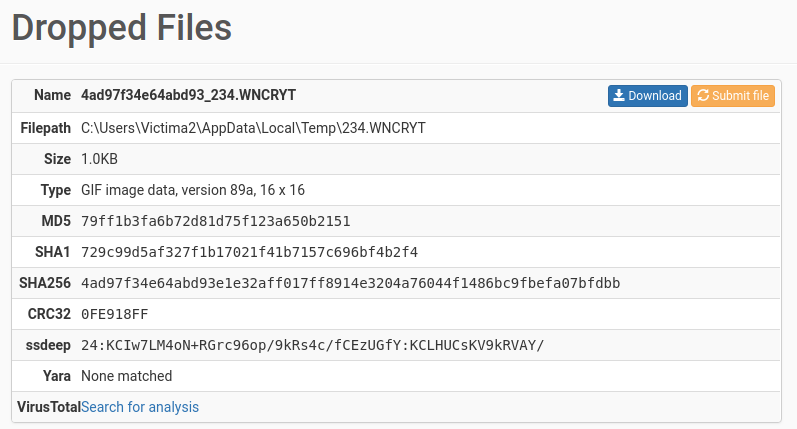 Dropped Files
Name 4ad97f34e64abd93_234.WNCRYT Download Submit file
Filepath C:\Users\Victima2\AppData\Local\Temp\234.WNCRYT
Size 1.0KB
Type GIF image data, version 89a, 16 x 16
MD5 79ff1b3fa6b72d81d75f123a650b2151
SHA1 729c99d5af327f1b17021f41b7157c696bf4b2f4
SHA256 4ad97f34e64abd93e1e32aff017ff8914e3204a76044f1486bc9fbefa07bfdbb
CRC32 0FE918FF
ssdeep 24:KCIw7LM4oN+RGrc96op/9kRs4c/fCEzUGfY:KCLHUCsKV9kRVAY/
Yara None matched
VirusTotal Search for analysis